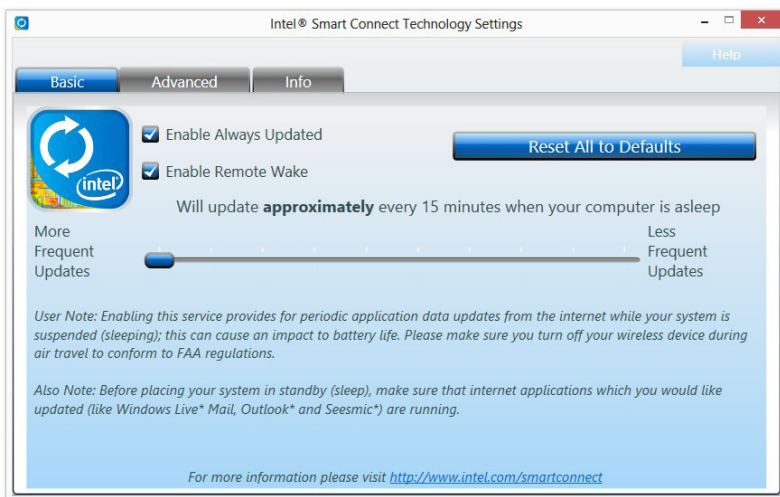 Intel® Smart Connect Technology Settings
Help
Basic Advanced Info
Enable Always Updated
Reset All to Defaults
Enable Remote Wake
intel
Will update approximately every 15 minutes when your computer is asleep
More
Frequent
Updates
Less
Frequent
Updates
User Note: Enabling this service provides for periodic application data updates from the internet while your system is
suspended (sleeping); this can cause an impact to battery life. Please make sure you turn off your wireless device during
air travel to conform to FAA regulations.
Also Note: Before placing your system in standby (sleep), make sure that internet applications which you would like
updated (like Windows Live* Mail, Outlook* and Seesmic*) are running.
For more information please visit http://www.intel.com/smartconnect